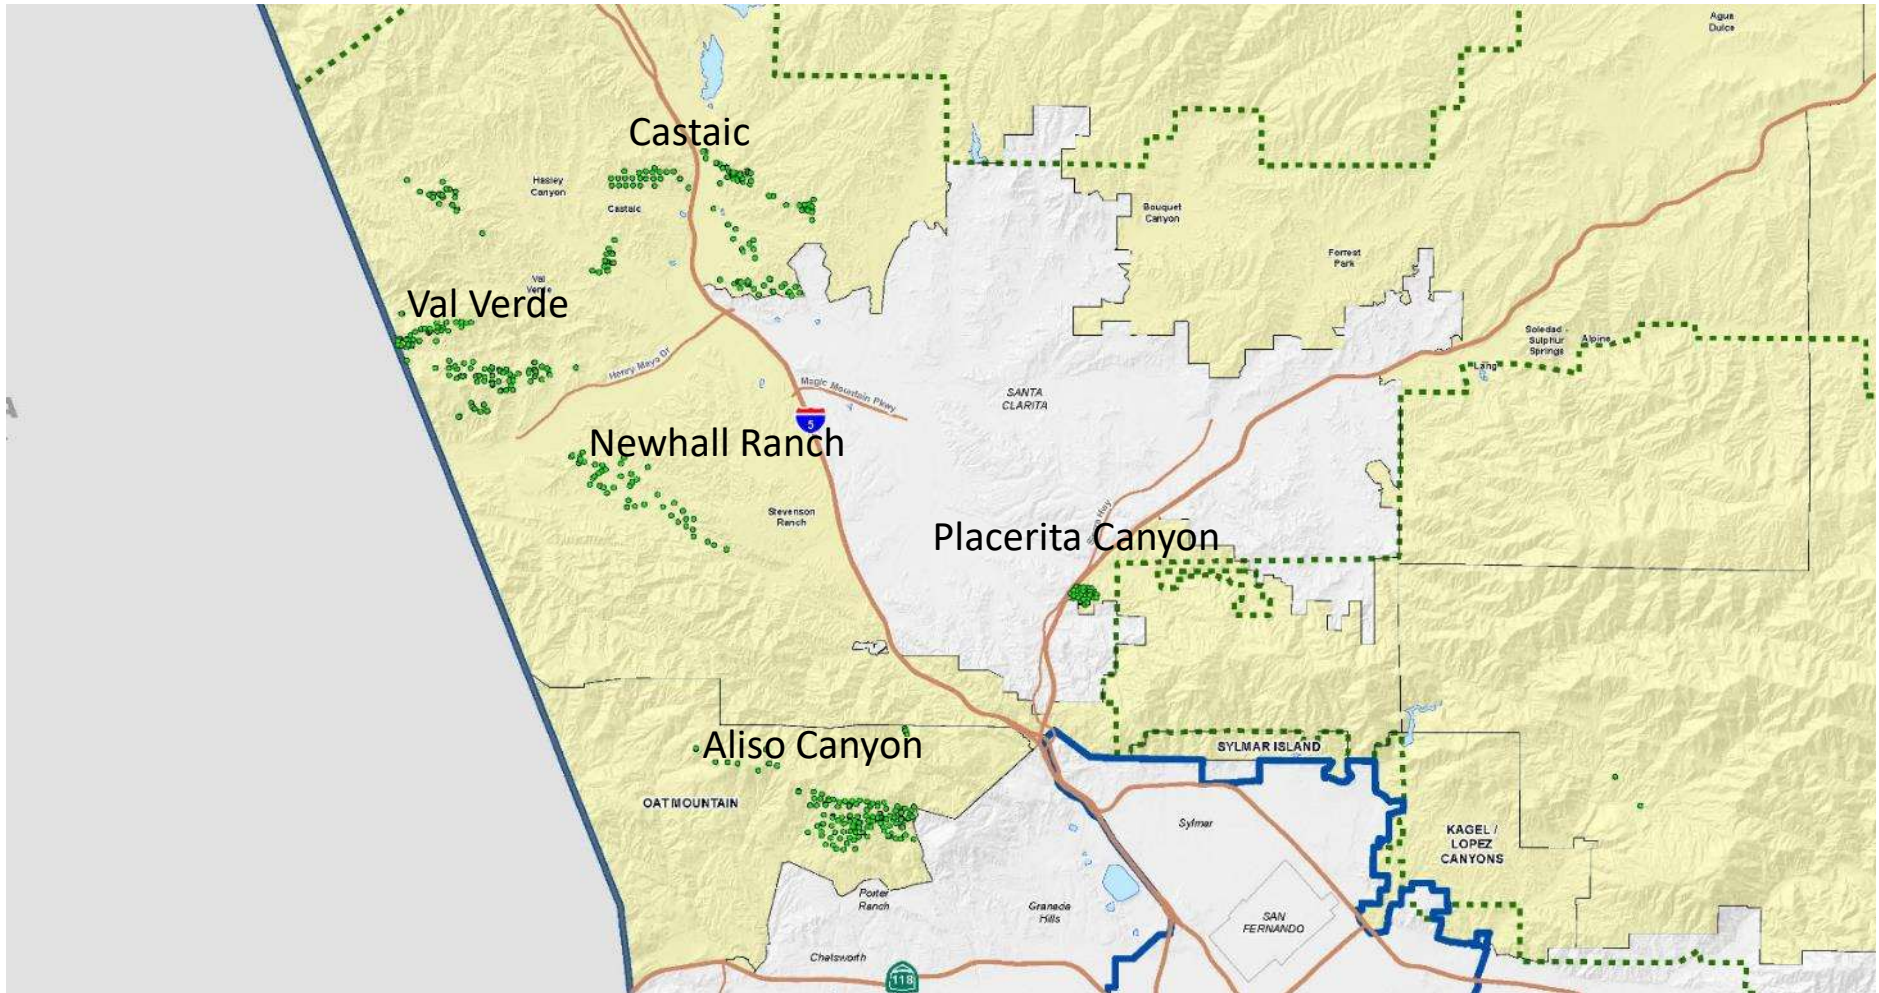 Agua
Dulce
Castaic
Hasley
Canyon
Castaic
Bouquet
Canyon
Forrest
Park
Val
Verde
Val Verde
Soledad -
Sulphur
Springs
Alpine
Lang
Henry Mayo Dr
Magic Mountain Pkwy
SANTA
CLARITA
5
Newhall Ranch
Stevenson
Ranch
Hwy
Placerita Canyon
Aliso Canyon
SYLMAR ISLAND
OAT MOUNTAIN
Sylmar
KAGEL /
LOPEZ
CANYONS
Porter
Ranch
Granada
Hills
SAN
FERNANDO
Chatsworth
118
A